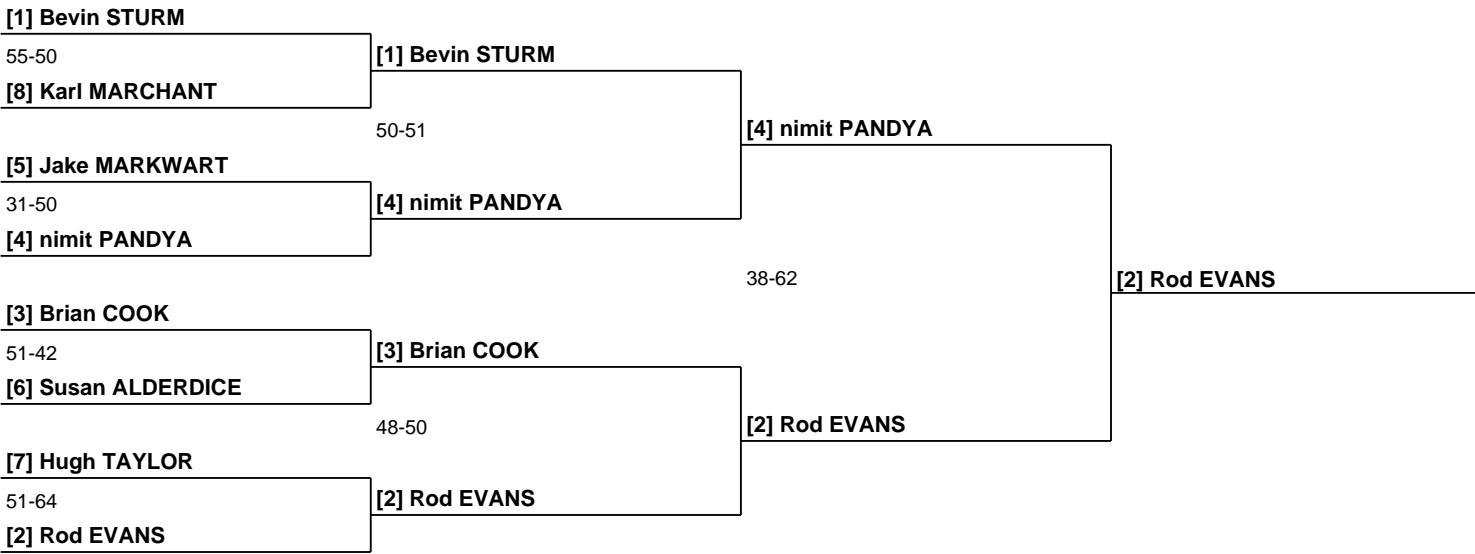 [1] Bevin STURM
55-50
[1] Bevin STURM
[8] Karl MARCHANT
50-51
[4] nimit PANDYA
[5] Jake MARKWART
31-50
[4] nimit PANDYA
[4] nimit PANDYA
38-62
[2] Rod EVANS
[3] Brian COOK
51-42
[3] Brian COOK
[6] Susan ALDERDICE
48-50
[2] Rod EVANS
[7] Hugh TAYLOR
51-64
[2] Rod EVANS
[2] Rod EVANS